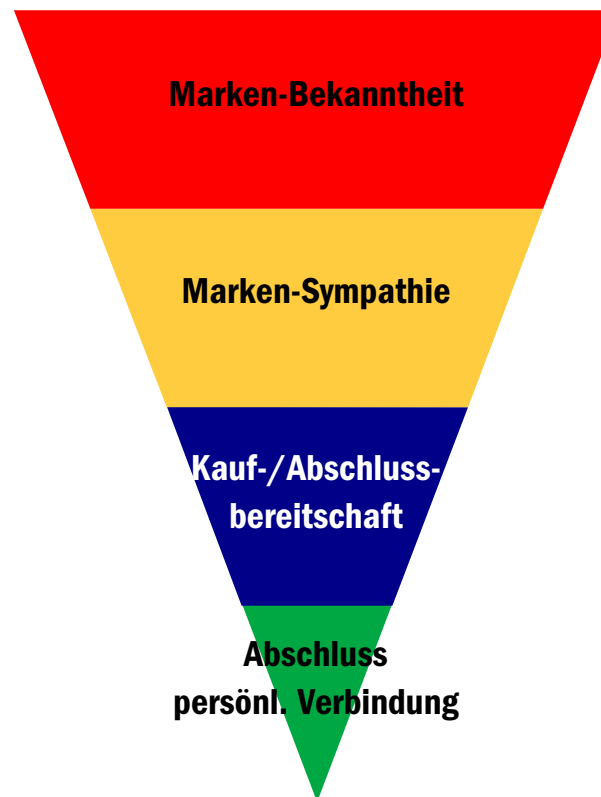 Marken-Bekanntheit
Marken-Sympathie
Kauf-/Abschluss-
bereitschaft
Abschluss
persönl. Verbindung